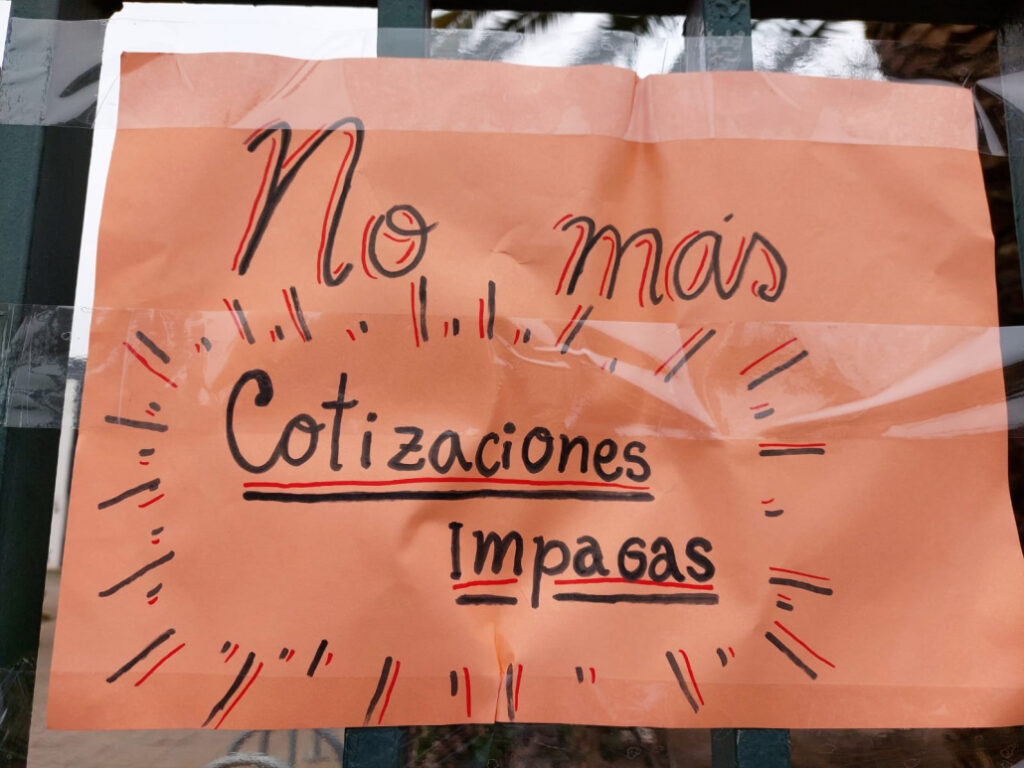 No más
Cotizaciones
Impagas